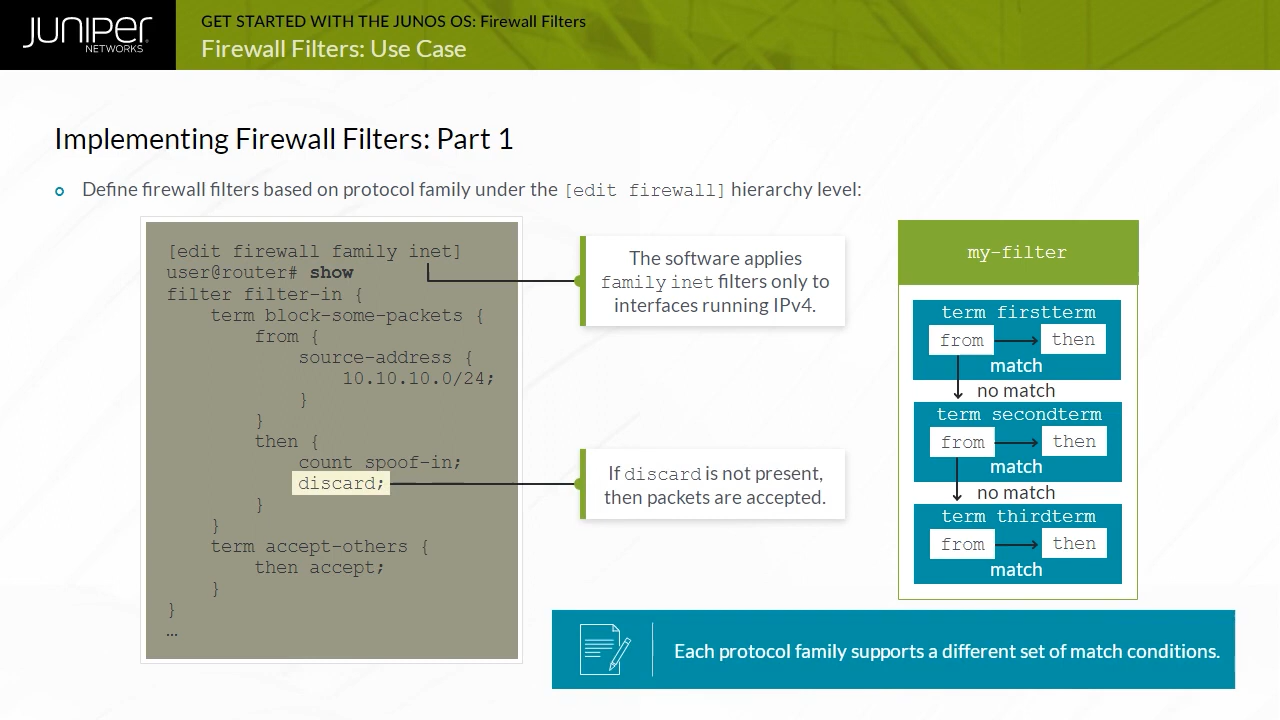 JUNIPER
NETWORKS
GET STARTED WITH THE JUNOS OS: Firewall Filters
Firewall Filters: Use Case
Implementing Firewall Filters: Part 1
Define firewall filters based on protocol family under the [edit firewall] hierarchy level:
[edit firewall family inet]
user@router# show
filter filter-in {
term block-some-packets {
from {
source-address {
10.10.10.0/24;
}
}
then {
count spoof-in;
discard;
}
}
term accept-others {
then accept;
}
}
...
The software applies
family inet filters only to
interfaces running IPv4.
If discard is not present,
then packets are accepted.
my-filter
term firstterm
from then
match
no match
term secondterm
from then
match
no match
term thirdterm
from then
match
Each protocol family supports a different set of match conditions.